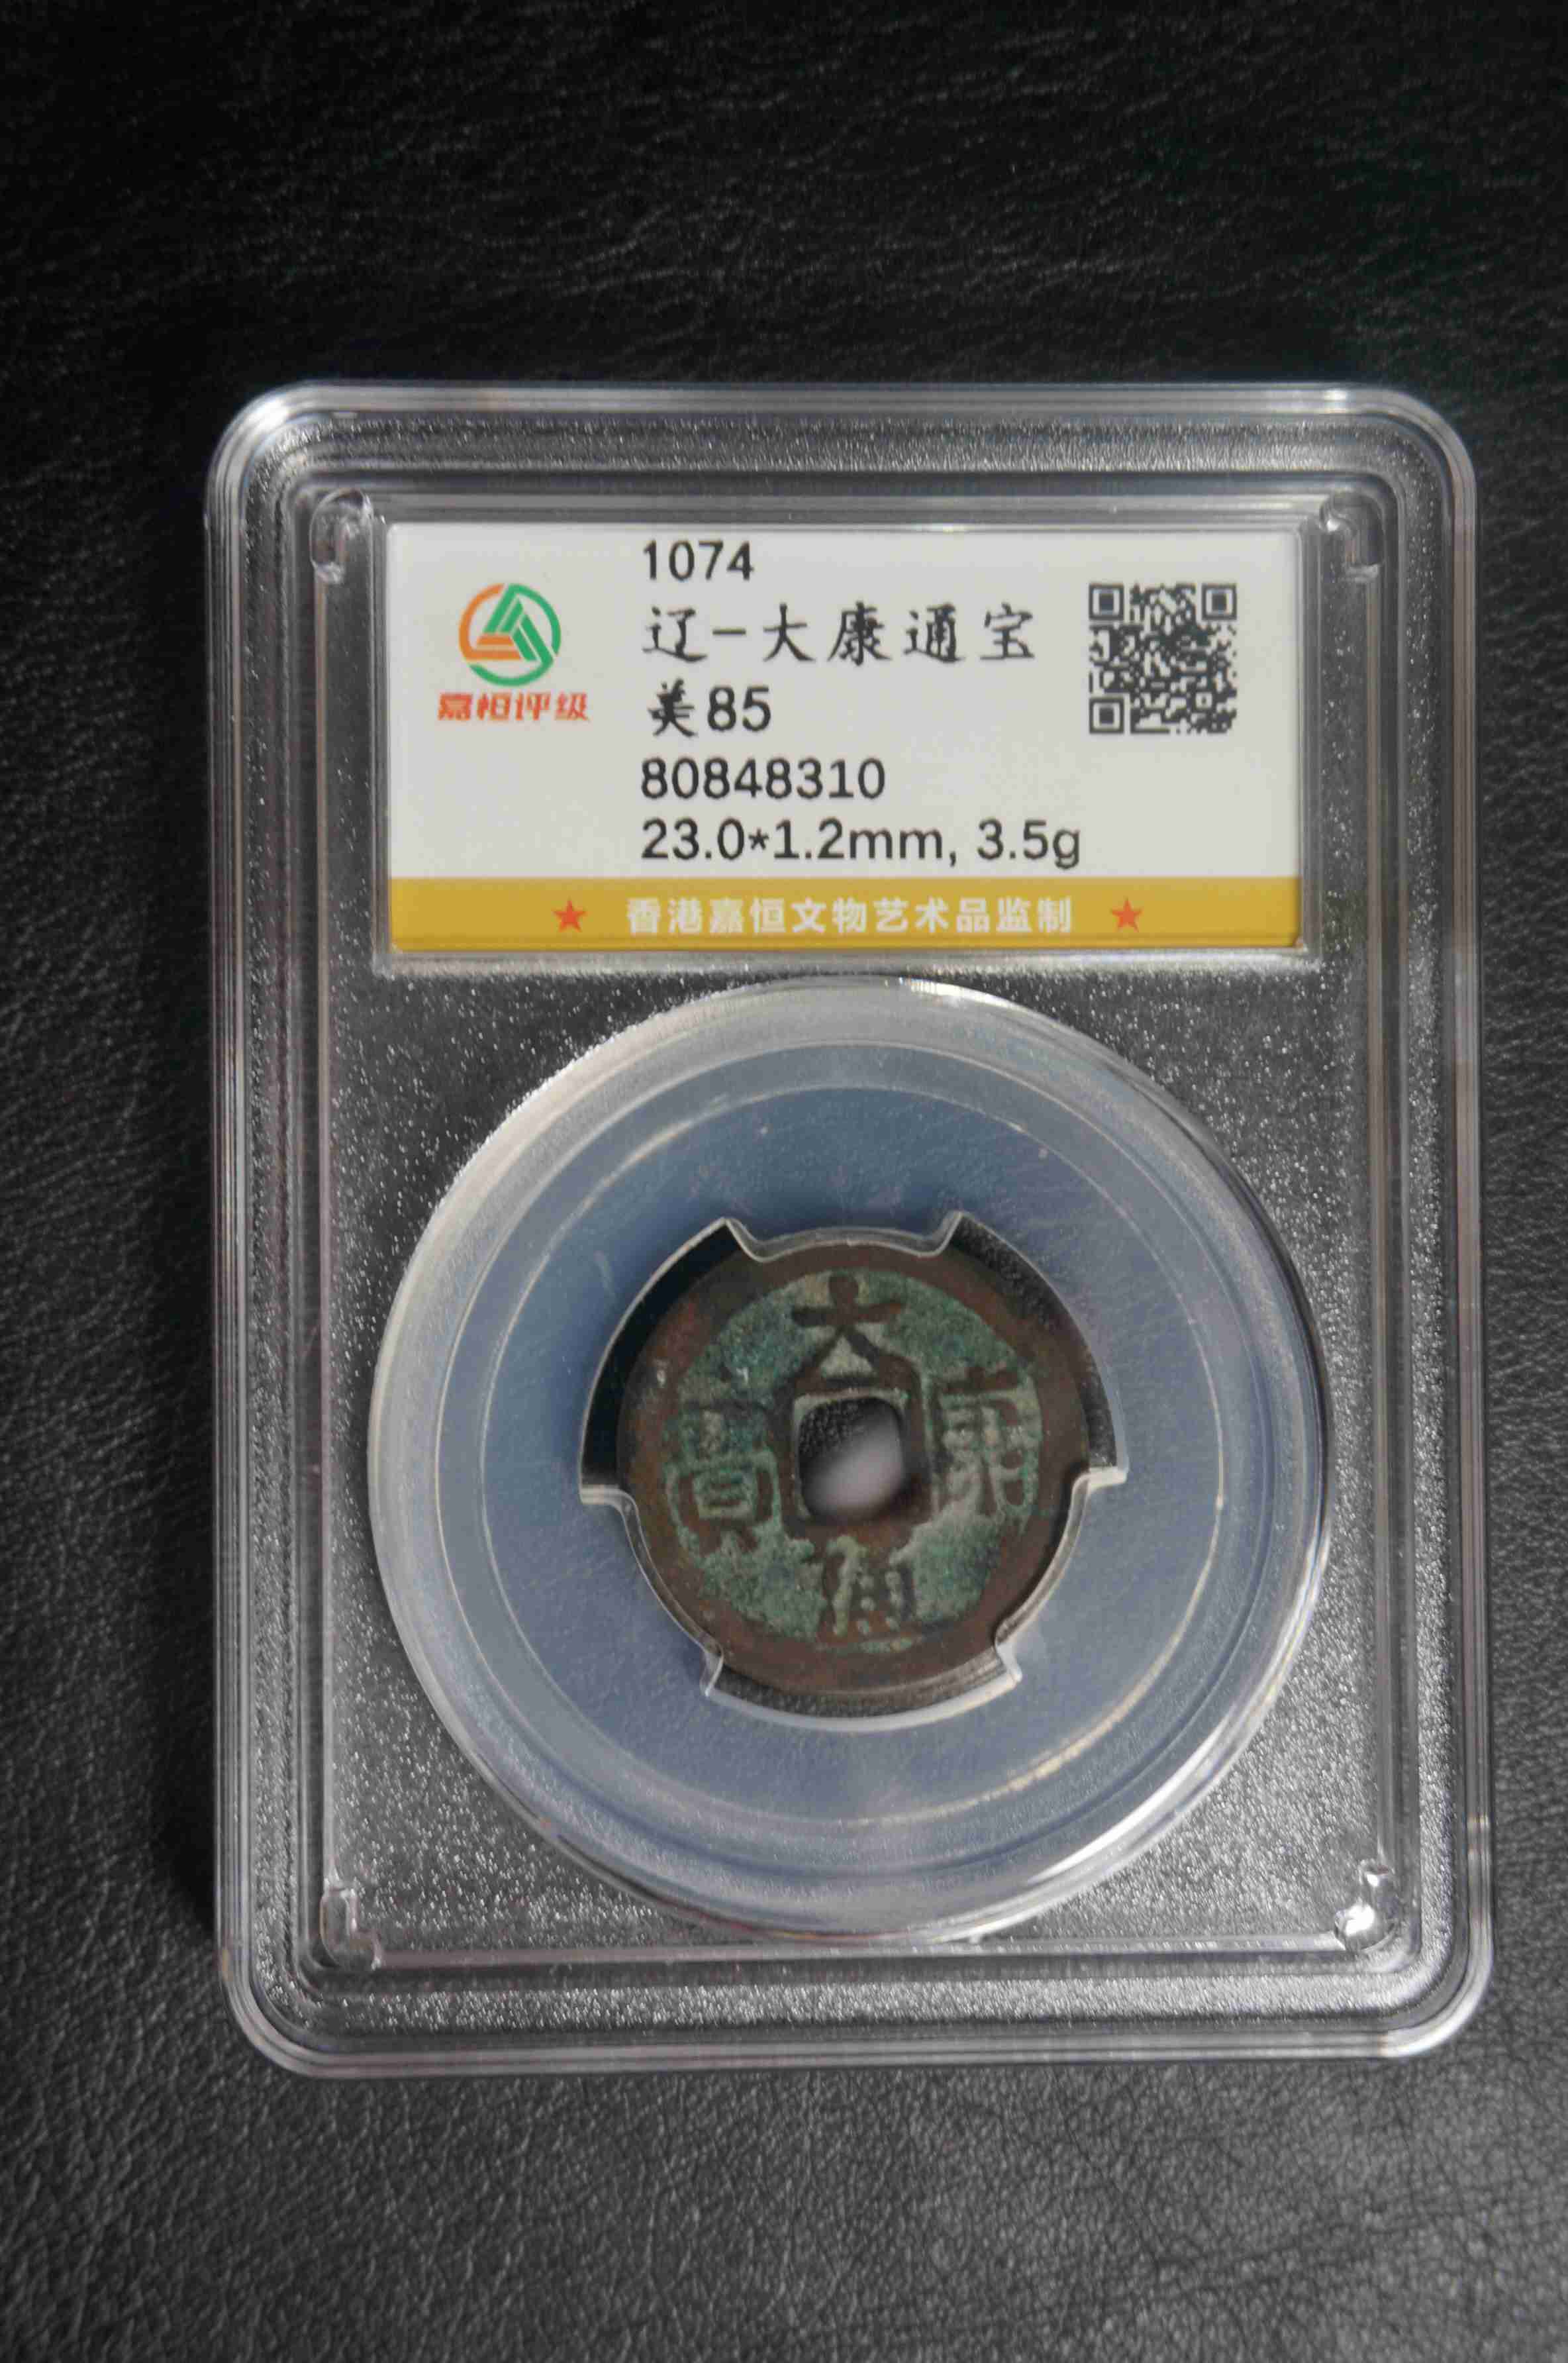 1074
辽-大康通宝
美85
80848310
23.0*1.2mm, 3.5g
嘉恒评级
★ 香港嘉恒文物艺术品监制 ★
大康通寶